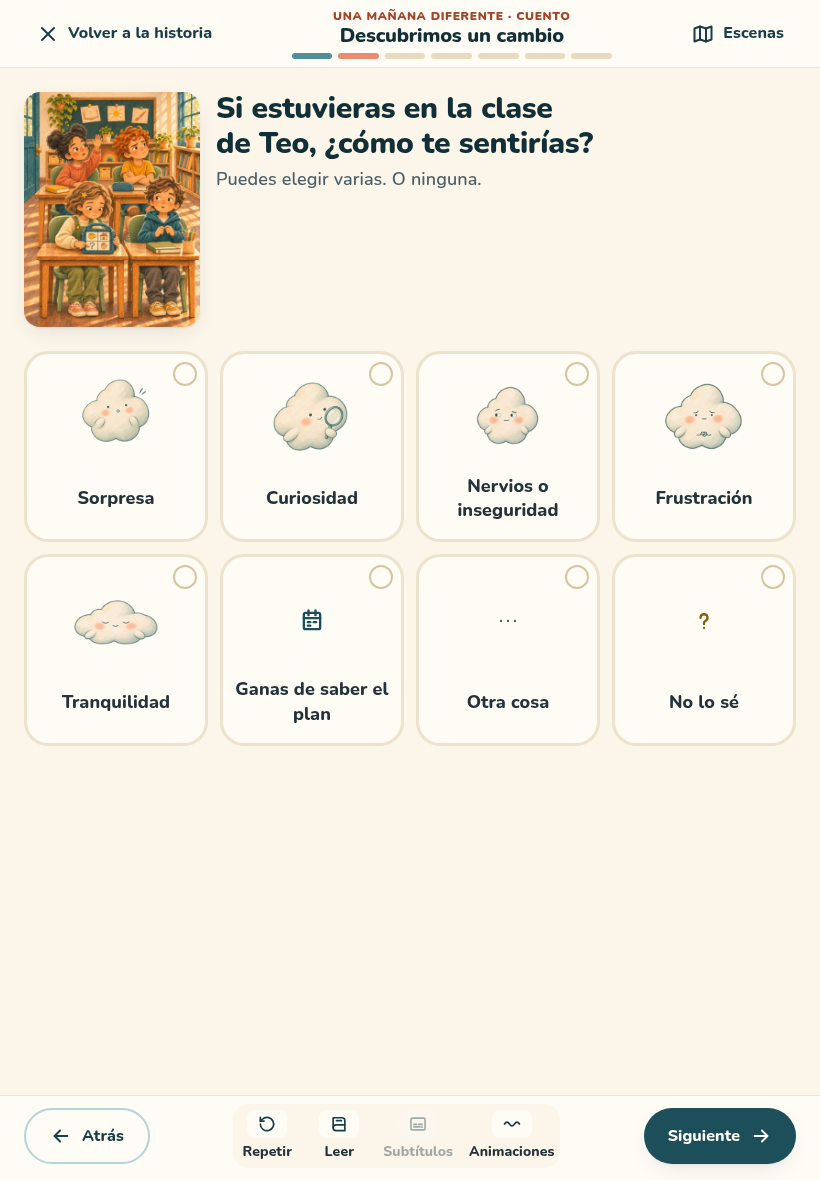 Volver a la historia
UNA MAÑANA DIFERENTE · CUENTO
Descubrimos un cambio
Escenas
Si estuvieras en la clase
de Teo, ¿cómo te sentirías?
Puedes elegir varias. O ninguna.
Sorpresa
Curiosidad
Nervios o
inseguridad
Frustración
Tranquilidad
Ganas de saber el
plan
...
Otra cosa
?
No lo sé
Atrás
Repetir
Leer
Subtítulos
Animaciones
Siguiente